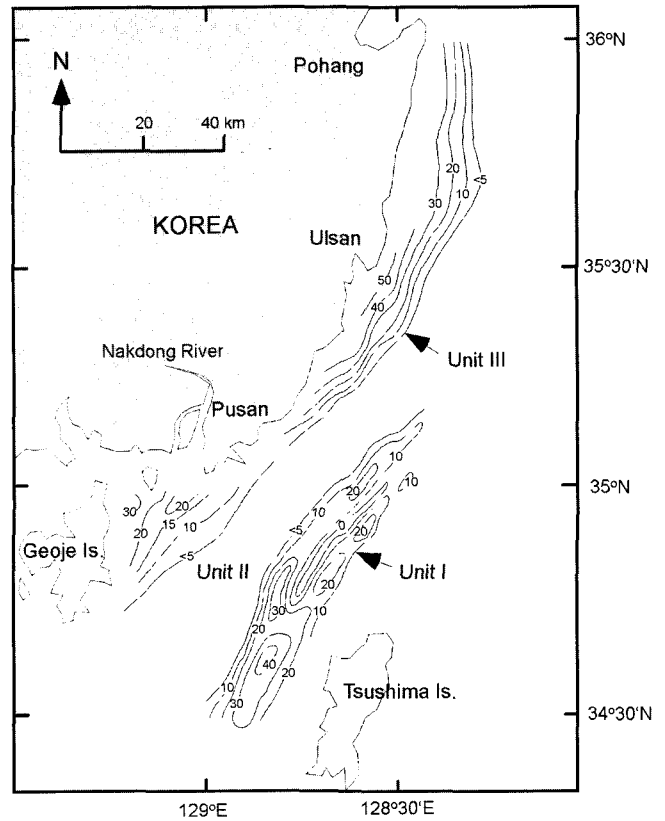 36°N
Pohang
N
20 40 km
20
<5
30
10
KOREA
Ulsan
35°30'N
50
40
Nakdong River
Unit III
Pusan
35°N
10
20
10
30
20
15
10
20
10
<5
0
20
Geoje Is.
<5
Unit II
Unit I
20
30
10
20
40
20
10
30
Tsushima Is.
34°30'N
129°E
128°30'E